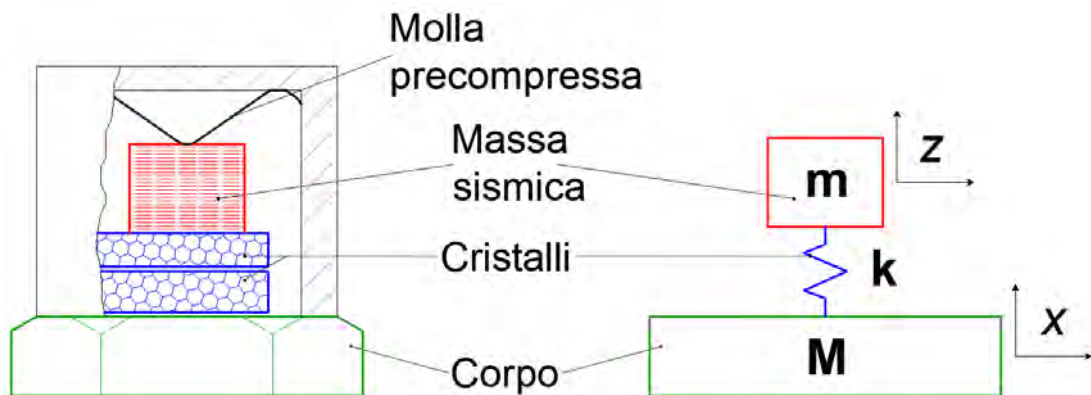 Molla
precompressa
Massa
sismica
Cristalli
Corpo
m
z
k
x
M